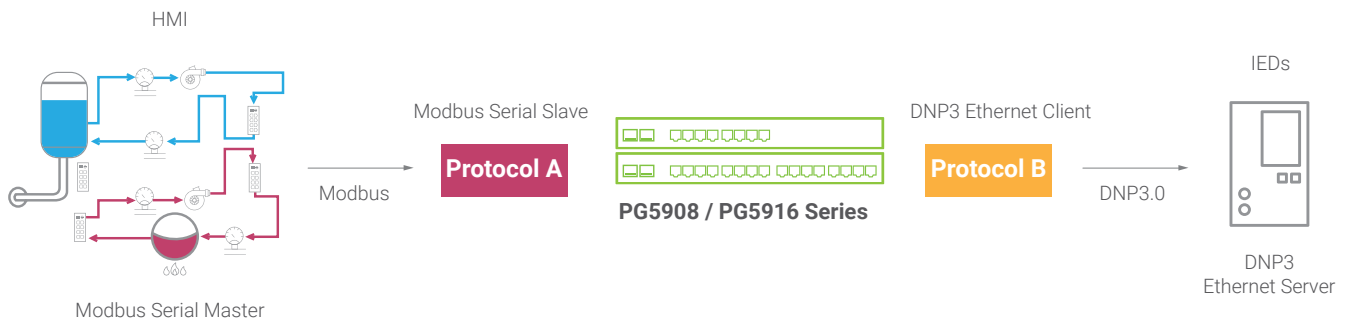 HMI
Modbus Serial Master
Modbus
Modbus Serial Slave
Protocol A
PG5908 / PG5916 Series
DNP3 Ethernet Client
Protocol B
DNP3.0
IEDs
DNP3
Ethernet Server